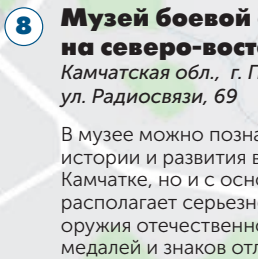 8
Музей боевой
на северо-вост
Камчатская обл., г. П
ул. Радиосвязи, 69
В музее можно позна
истории и развития в
Камчатке, но и с осно
располагает серьезн
оружия отечественн
медалей и знаков отл